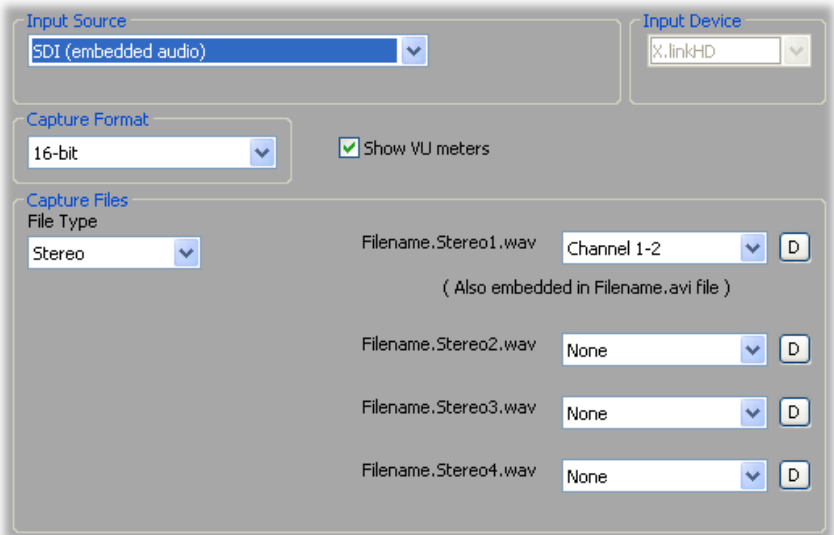 Input Source
SDI (embedded audio)
Input Device
X.linkHD
Capture Format
16-bit
Show VU meters
Capture Files
File Type
Stereo
Filename.Stereo1.wav Channel 1-2 D
( Also embedded in Filename.avi file )
Filename.Stereo2.wav None D
Filename.Stereo3.wav None D
Filename.Stereo4.wav None D